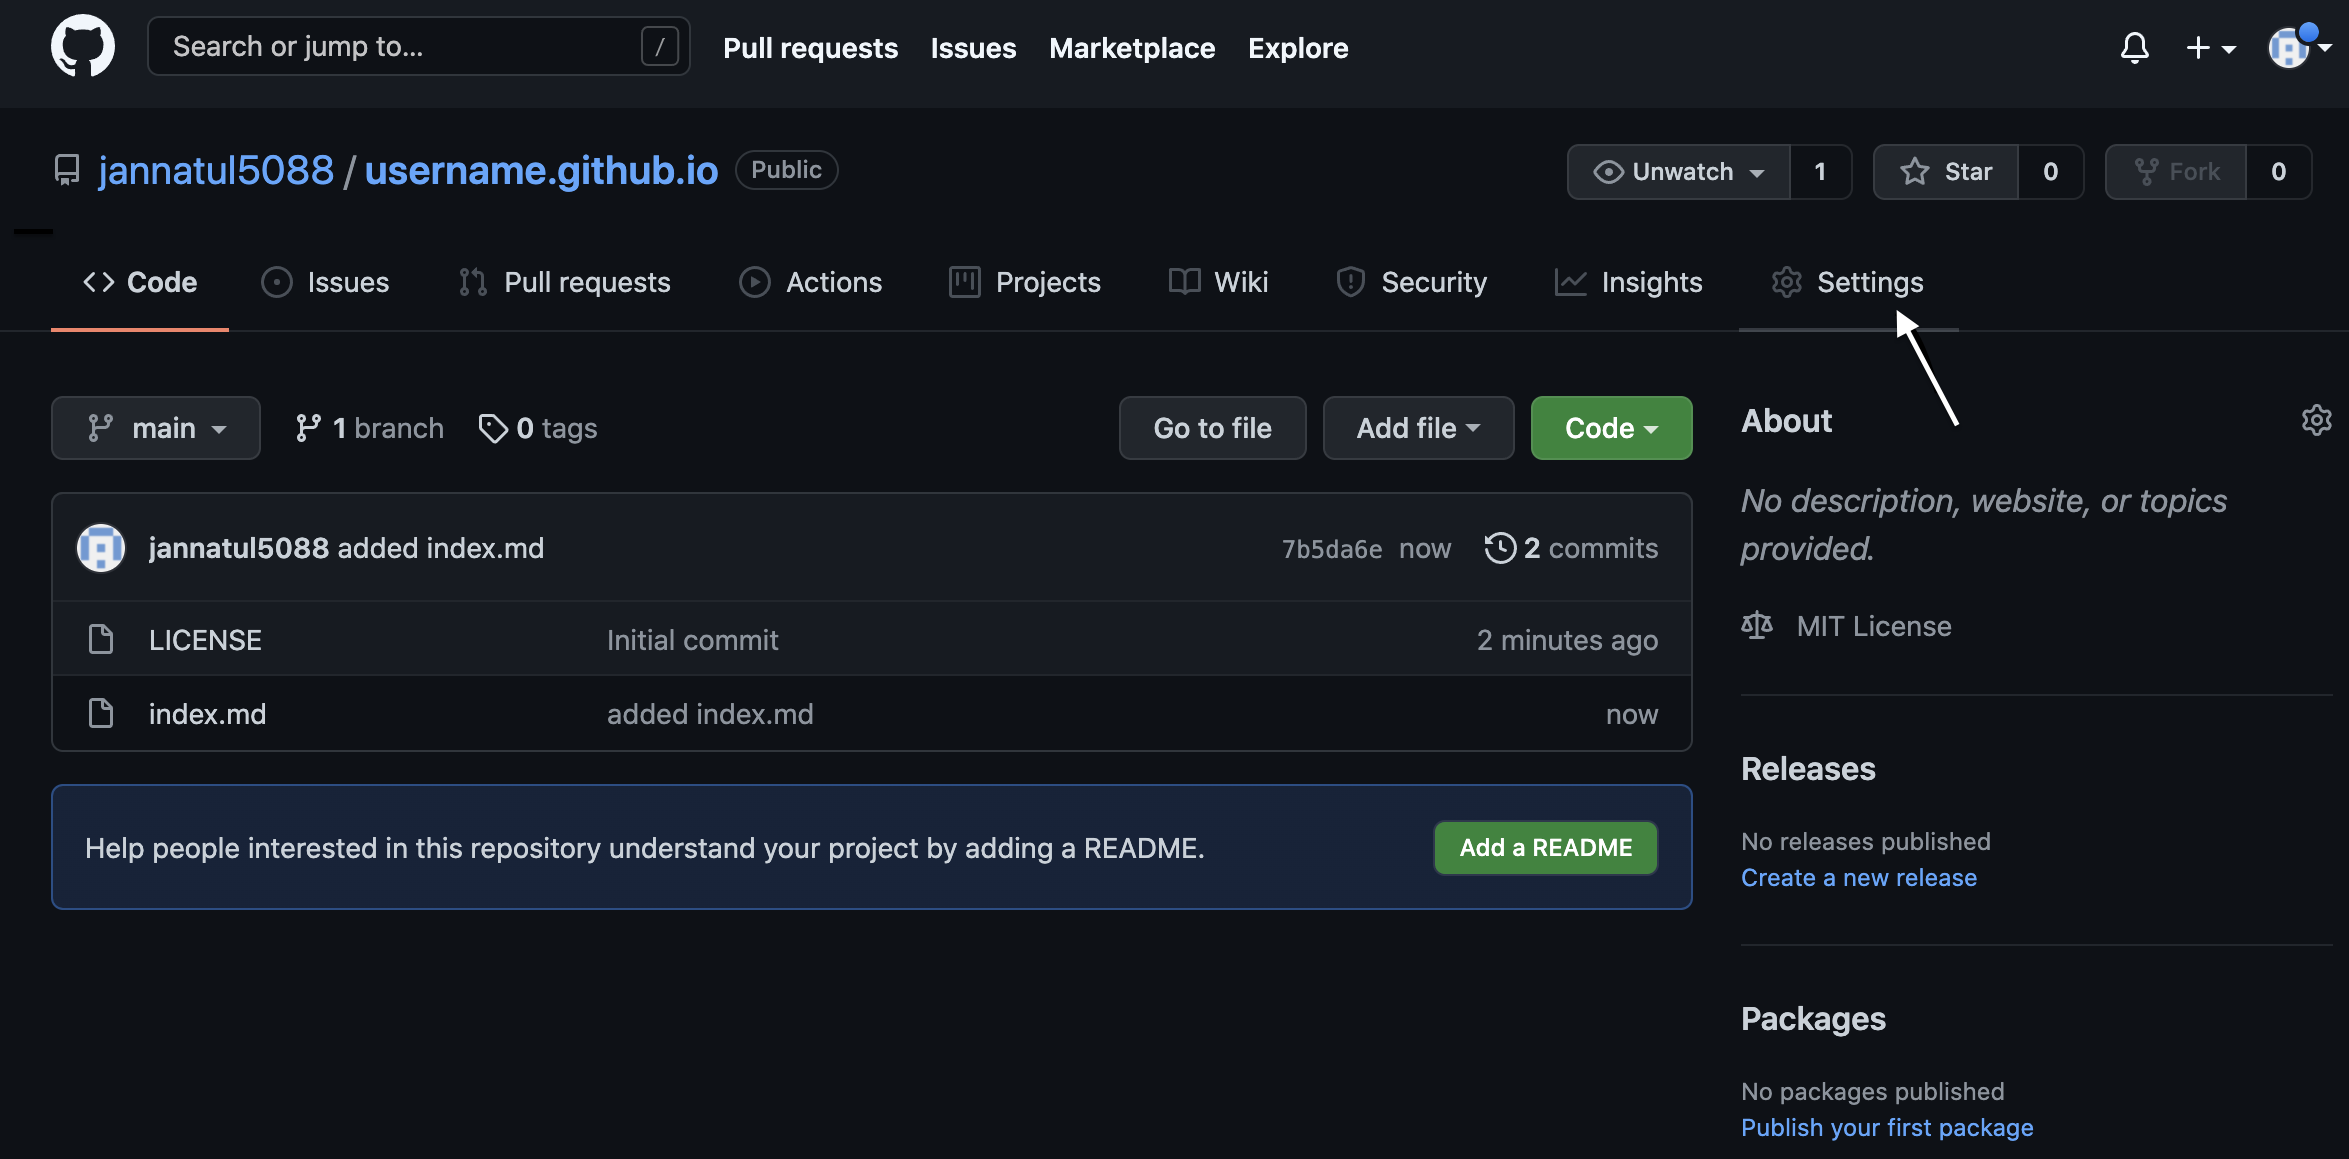 Search or jump to... /
Pull requests Issues Marketplace Explore
jannatul5088 / username.github.io Public
Unwatch 1 Star 0 Fork 0
Code Issues Pull requests Actions Projects Wiki Security Insights Settings
main 1 branch 0 tags
Go to file Add file Code
jannatul5088 added index.md 7b5da6e now 2 commits
LICENSE Initial commit 2 minutes ago
index.md added index.md now
Help people interested in this repository understand your project by adding a README. Add a README
About
No description, website, or topics
provided.
MIT License
Releases
No releases published
Create a new release
Packages
No packages published
Publish your first package